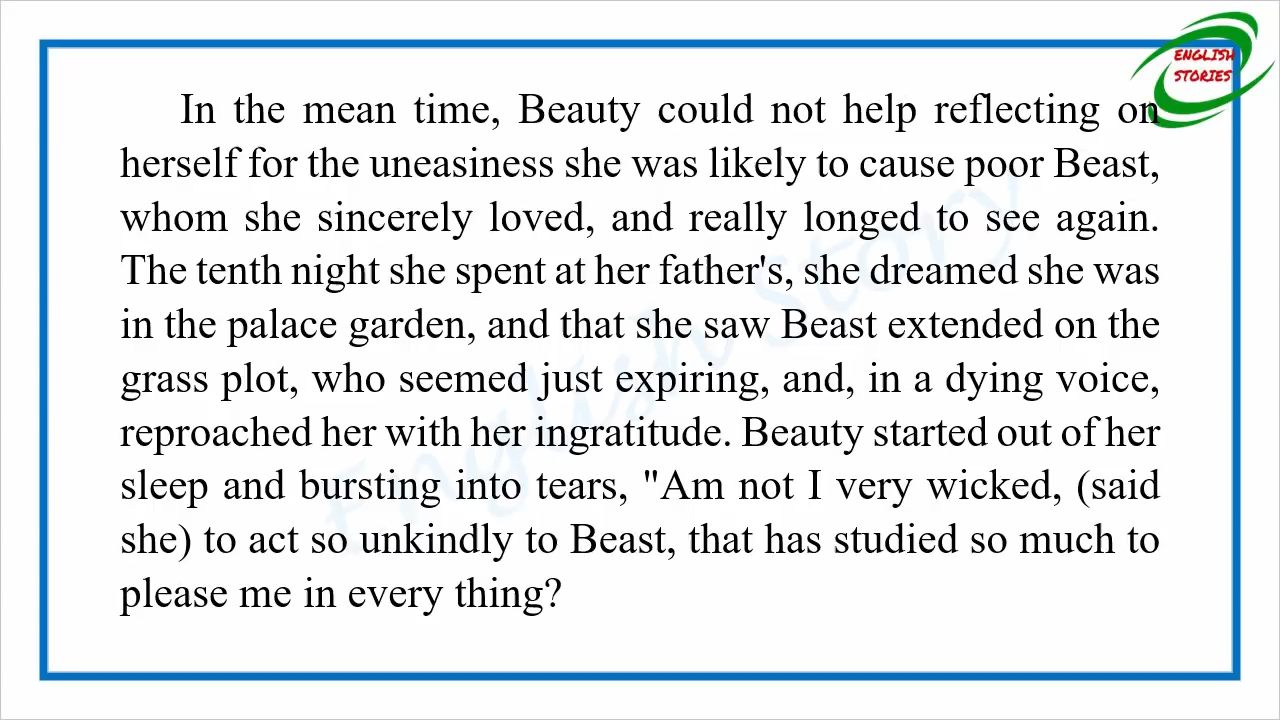 ENGLISH
STORIES
In the mean time, Beauty could not help reflecting on
herself for the uneasiness she was likely to cause poor Beast,
whom she sincerely loved, and really longed to see again.
The tenth night she spent at her father's, she dreamed she was
in the palace garden, and that she saw Beast extended on the
grass plot, who seemed just expiring, and, in a dying voice,
reproached her with her ingratitude. Beauty started out of her
sleep and bursting into tears, "Am not I very wicked, (said
she) to act so unkindly to Beast, that has studied so much to
please me in every thing?
English Story